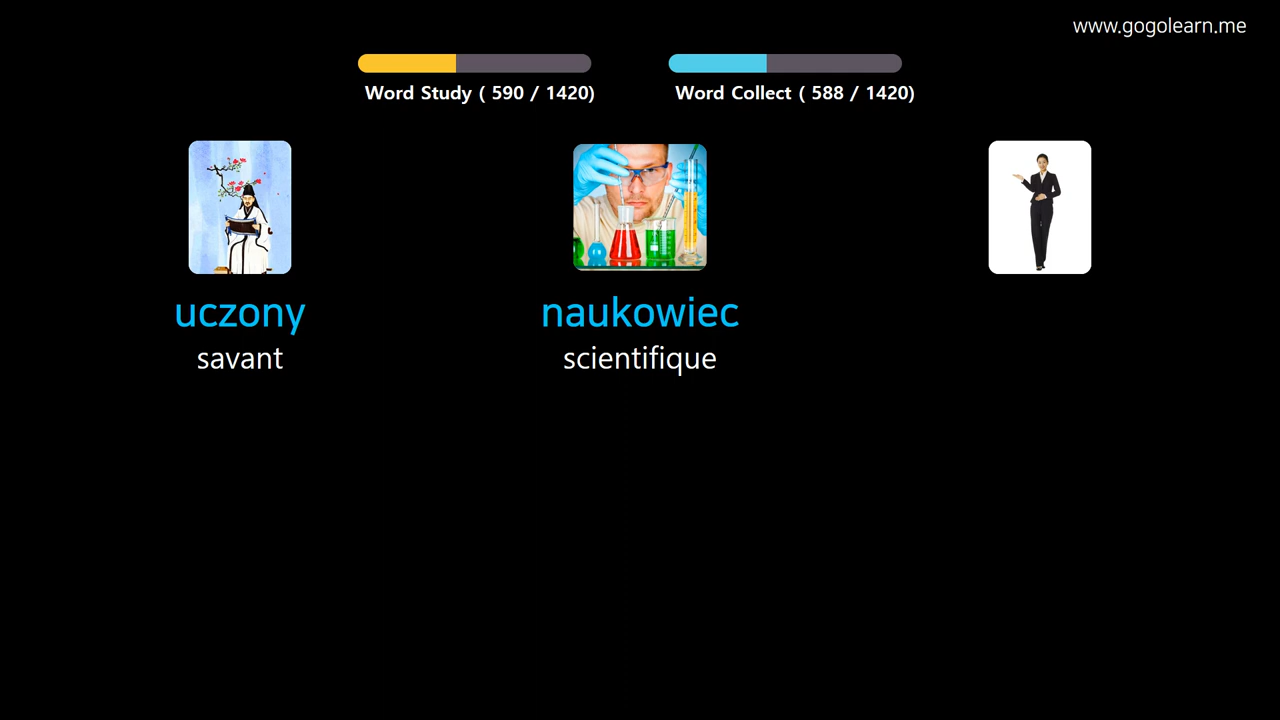 www.gogolearn.me
Word Study ( 590 / 1420)
Word Collect ( 588 / 1420)
uczony
savant
naukowiec
scientifique